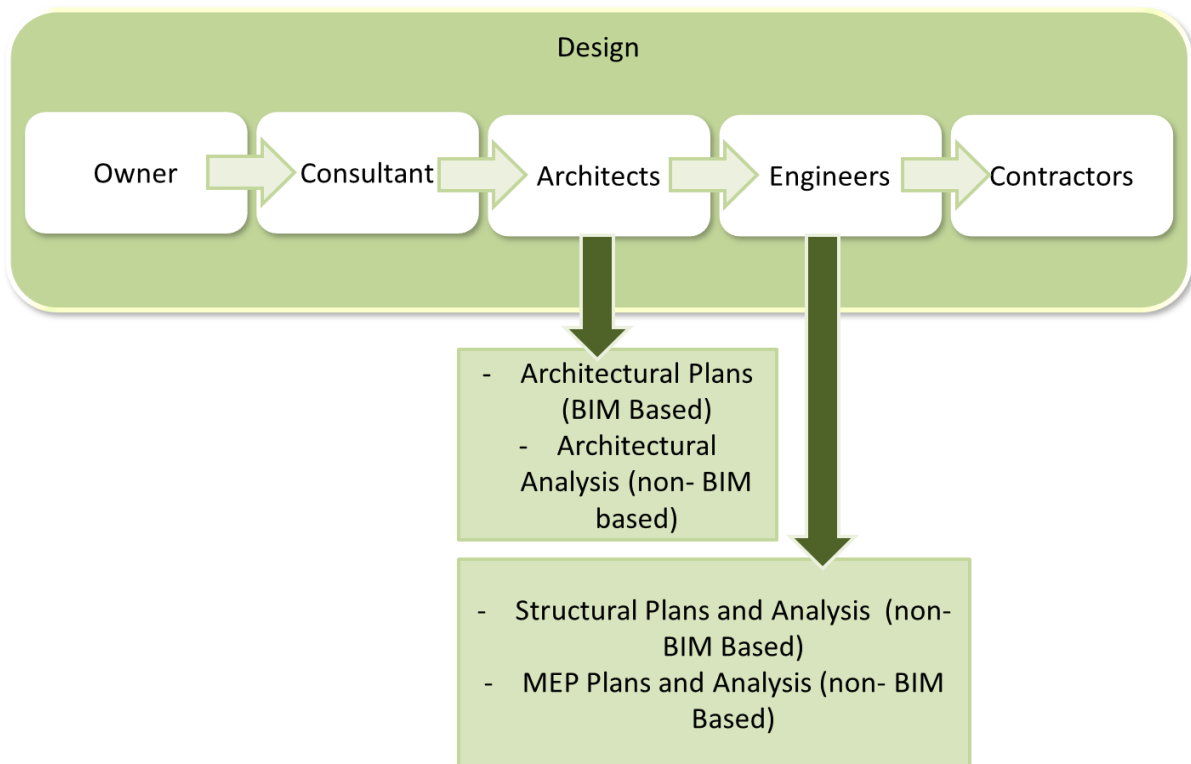 Design
Owner
Consultant
Architects
Engineers
Contractors
- Architectural Plans
(BIM Based)
- Architectural
Analysis (non- BIM
based)
- Structural Plans and Analysis (non-
BIM Based)
- MEP Plans and Analysis (non- BIM
Based)